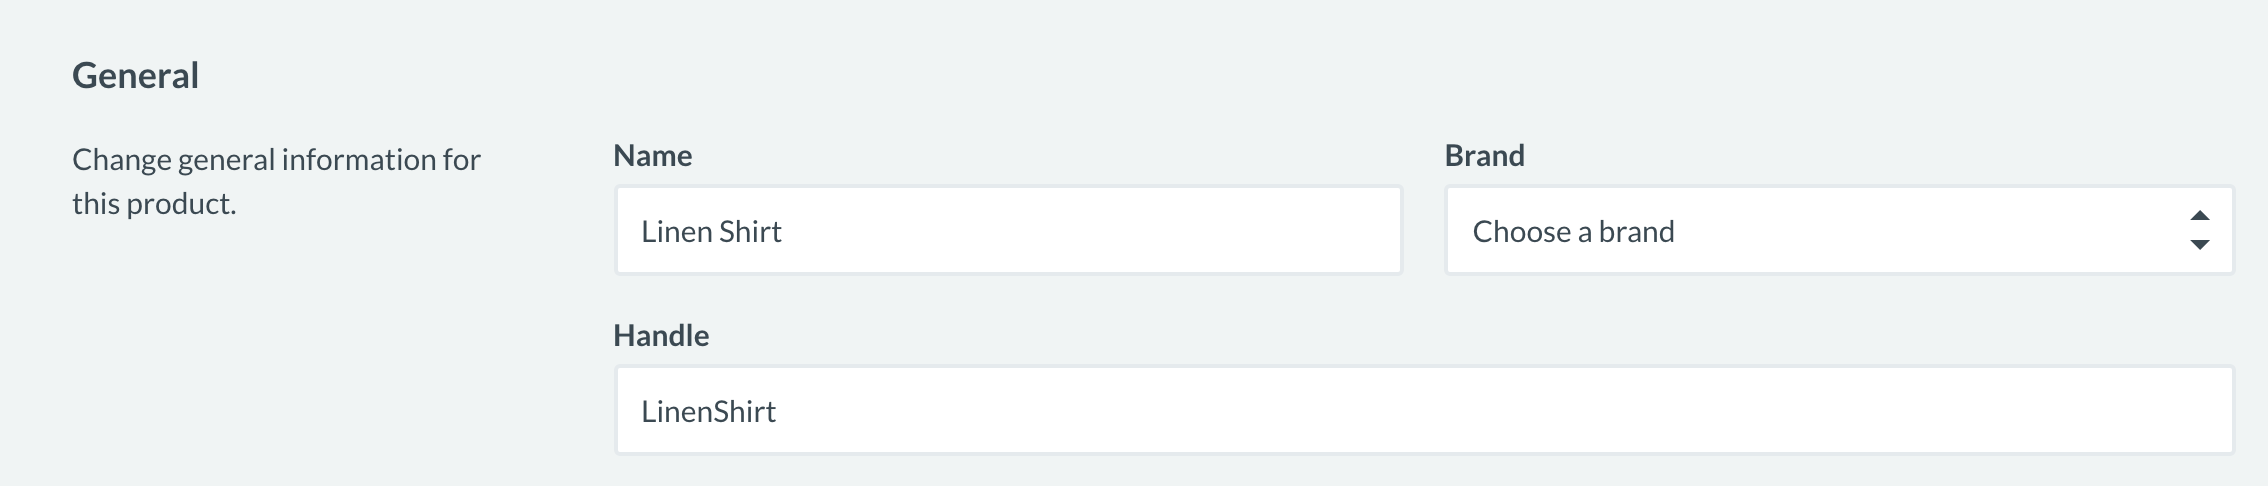 General
Change general information for
this product.
Name
Linen Shirt
Brand
Choose a brand
Handle
LinenShirt